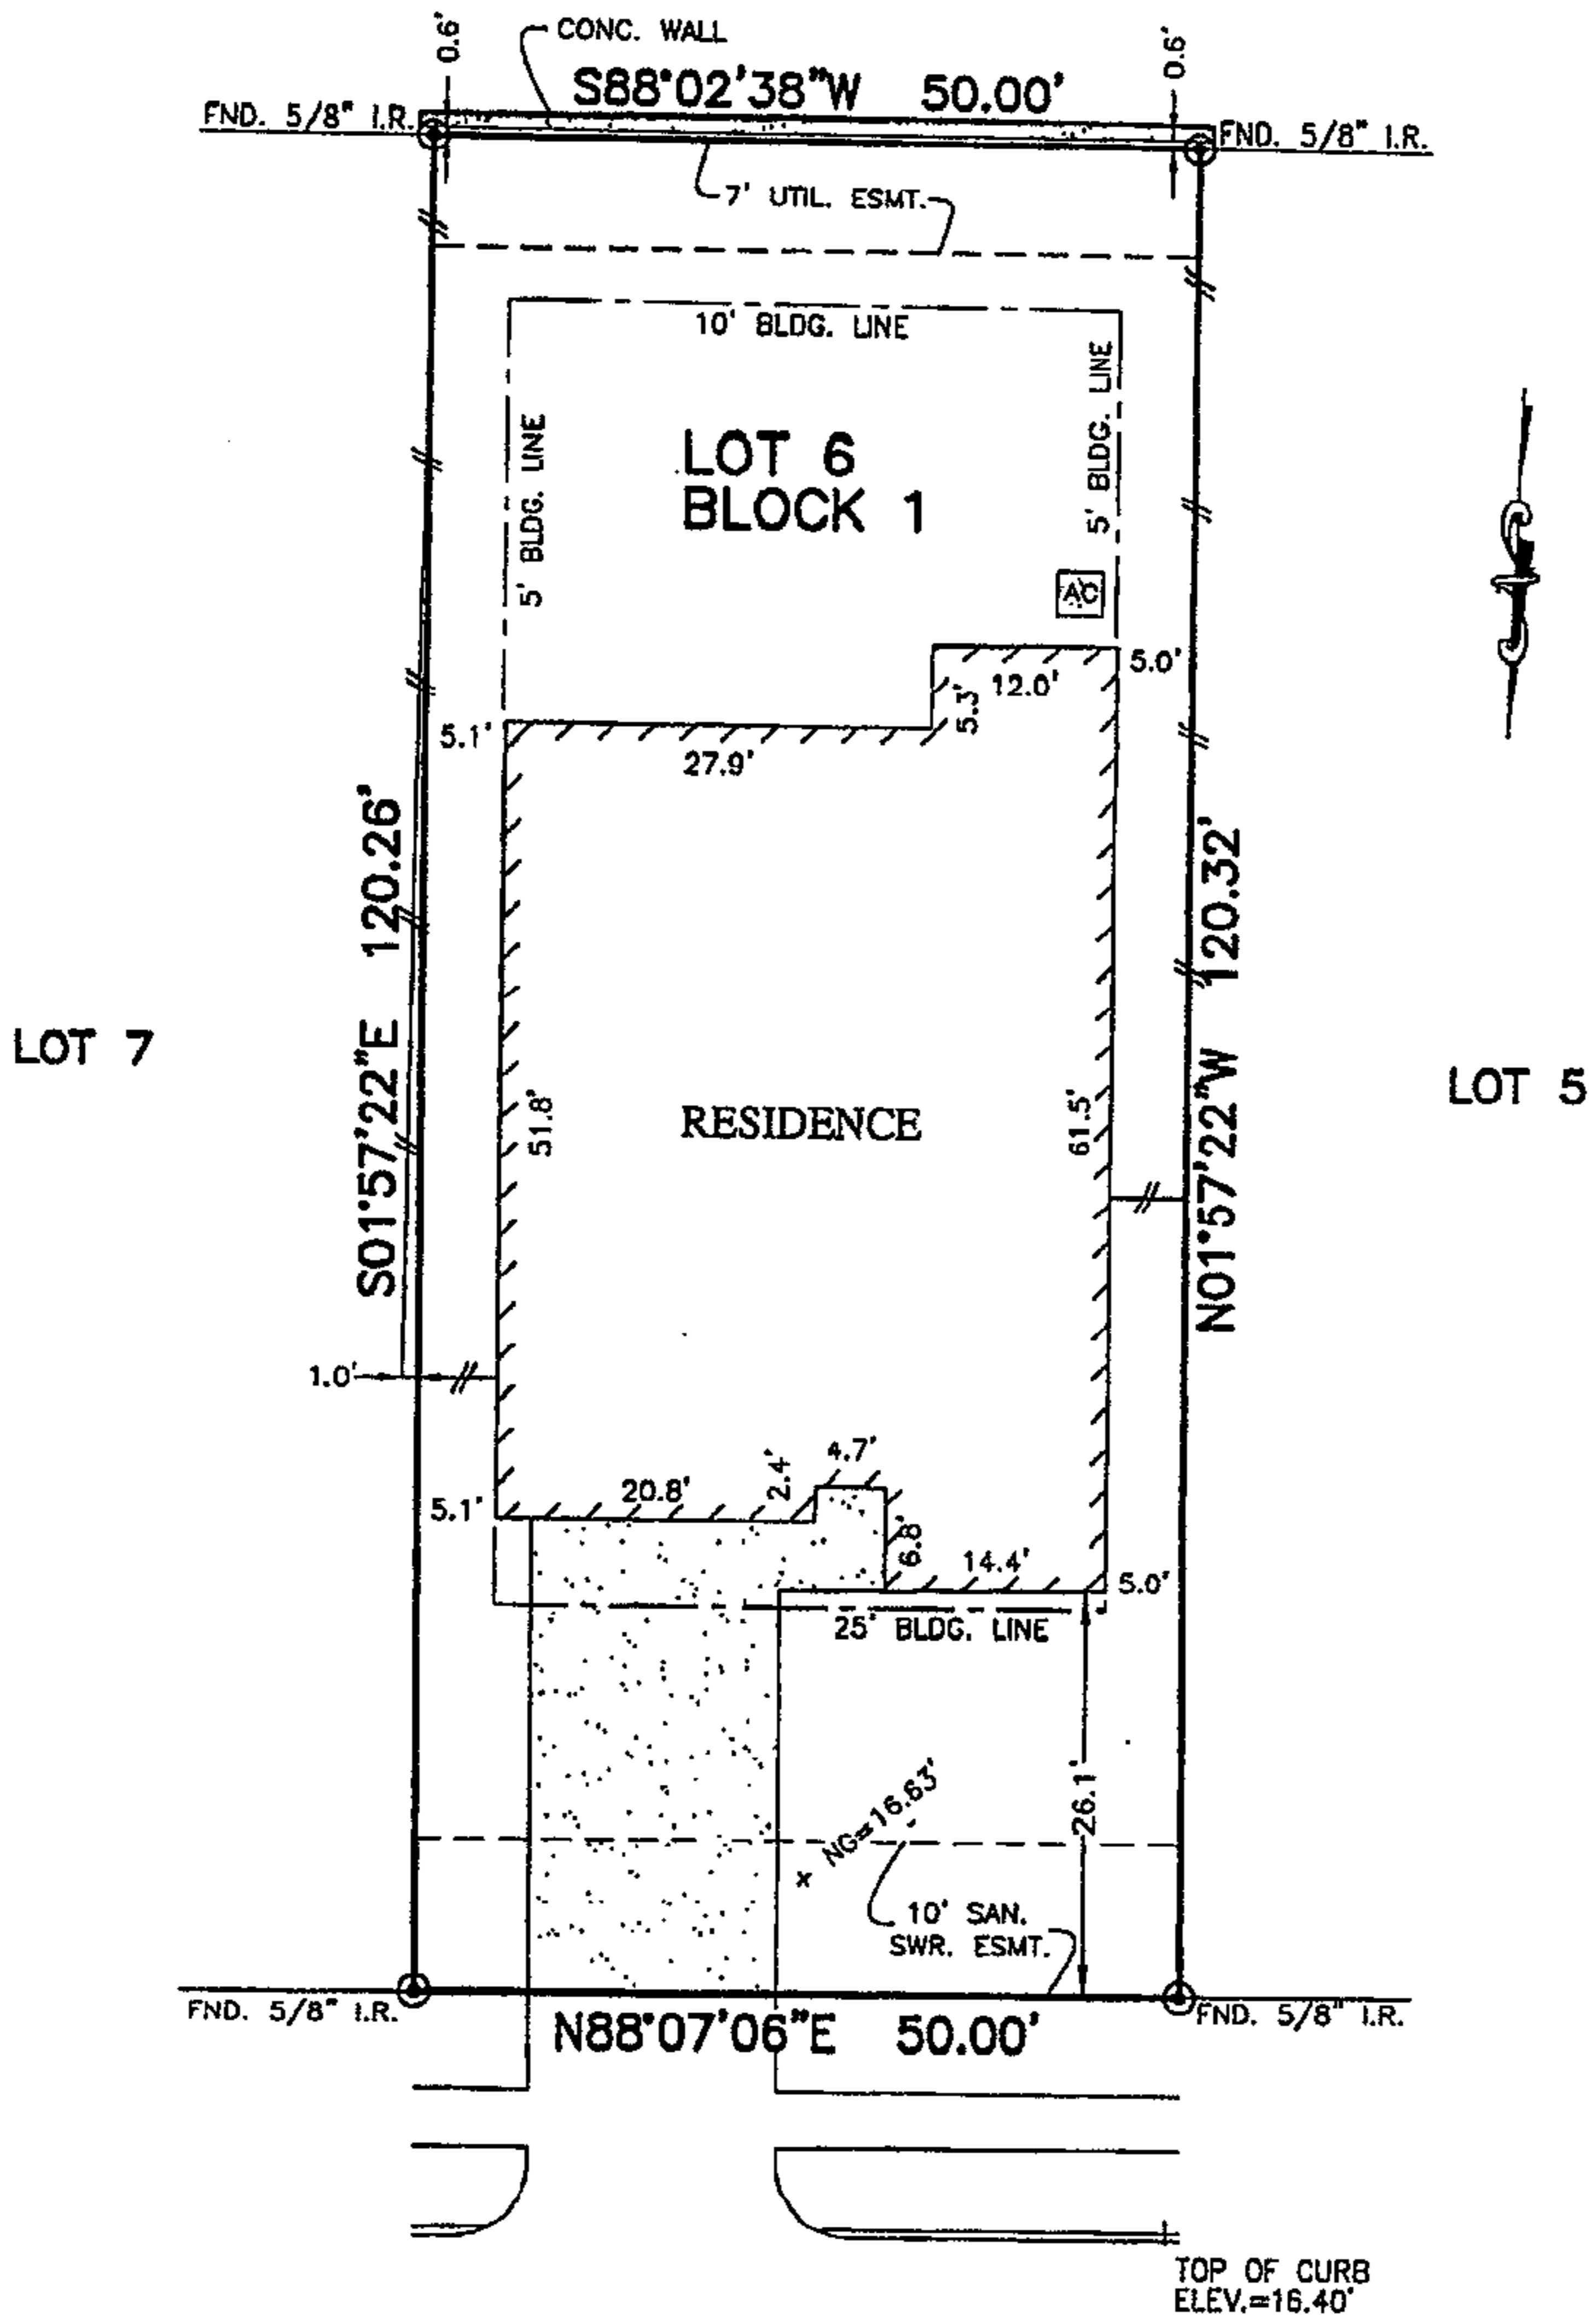 0.6'
CONC. WALL
0.6'
S88°02'38"W 50.00'
FND. 5/8" I.R.
FND. 5/8" I.R.
7' UTIL. ESMT.
10' BLDG. LINE
5' BLDG. LINE
5' BLDG. LINE
LOT 6
BLOCK 1
AC
5.0'
12.0'
5.3'
5.1'
27.9'
S01°57'22"E 120.26'
N01°57'22"W 120.32'
LOT 7
LOT 5
51.8'
RESIDENCE
61.5'
1.0'
4.7'
2.4'
20.8'
5.1'
6.8'
14.4'
5.0'
25' BLDG. LINE
26.1'
NG=16.63'
x
10' SAN.
SWR. ESMT.
FND. 5/8" I.R.
FND. 5/8" I.R.
N88°07'06"E 50.00'
TOP OF CURB
ELEV.=16.40'